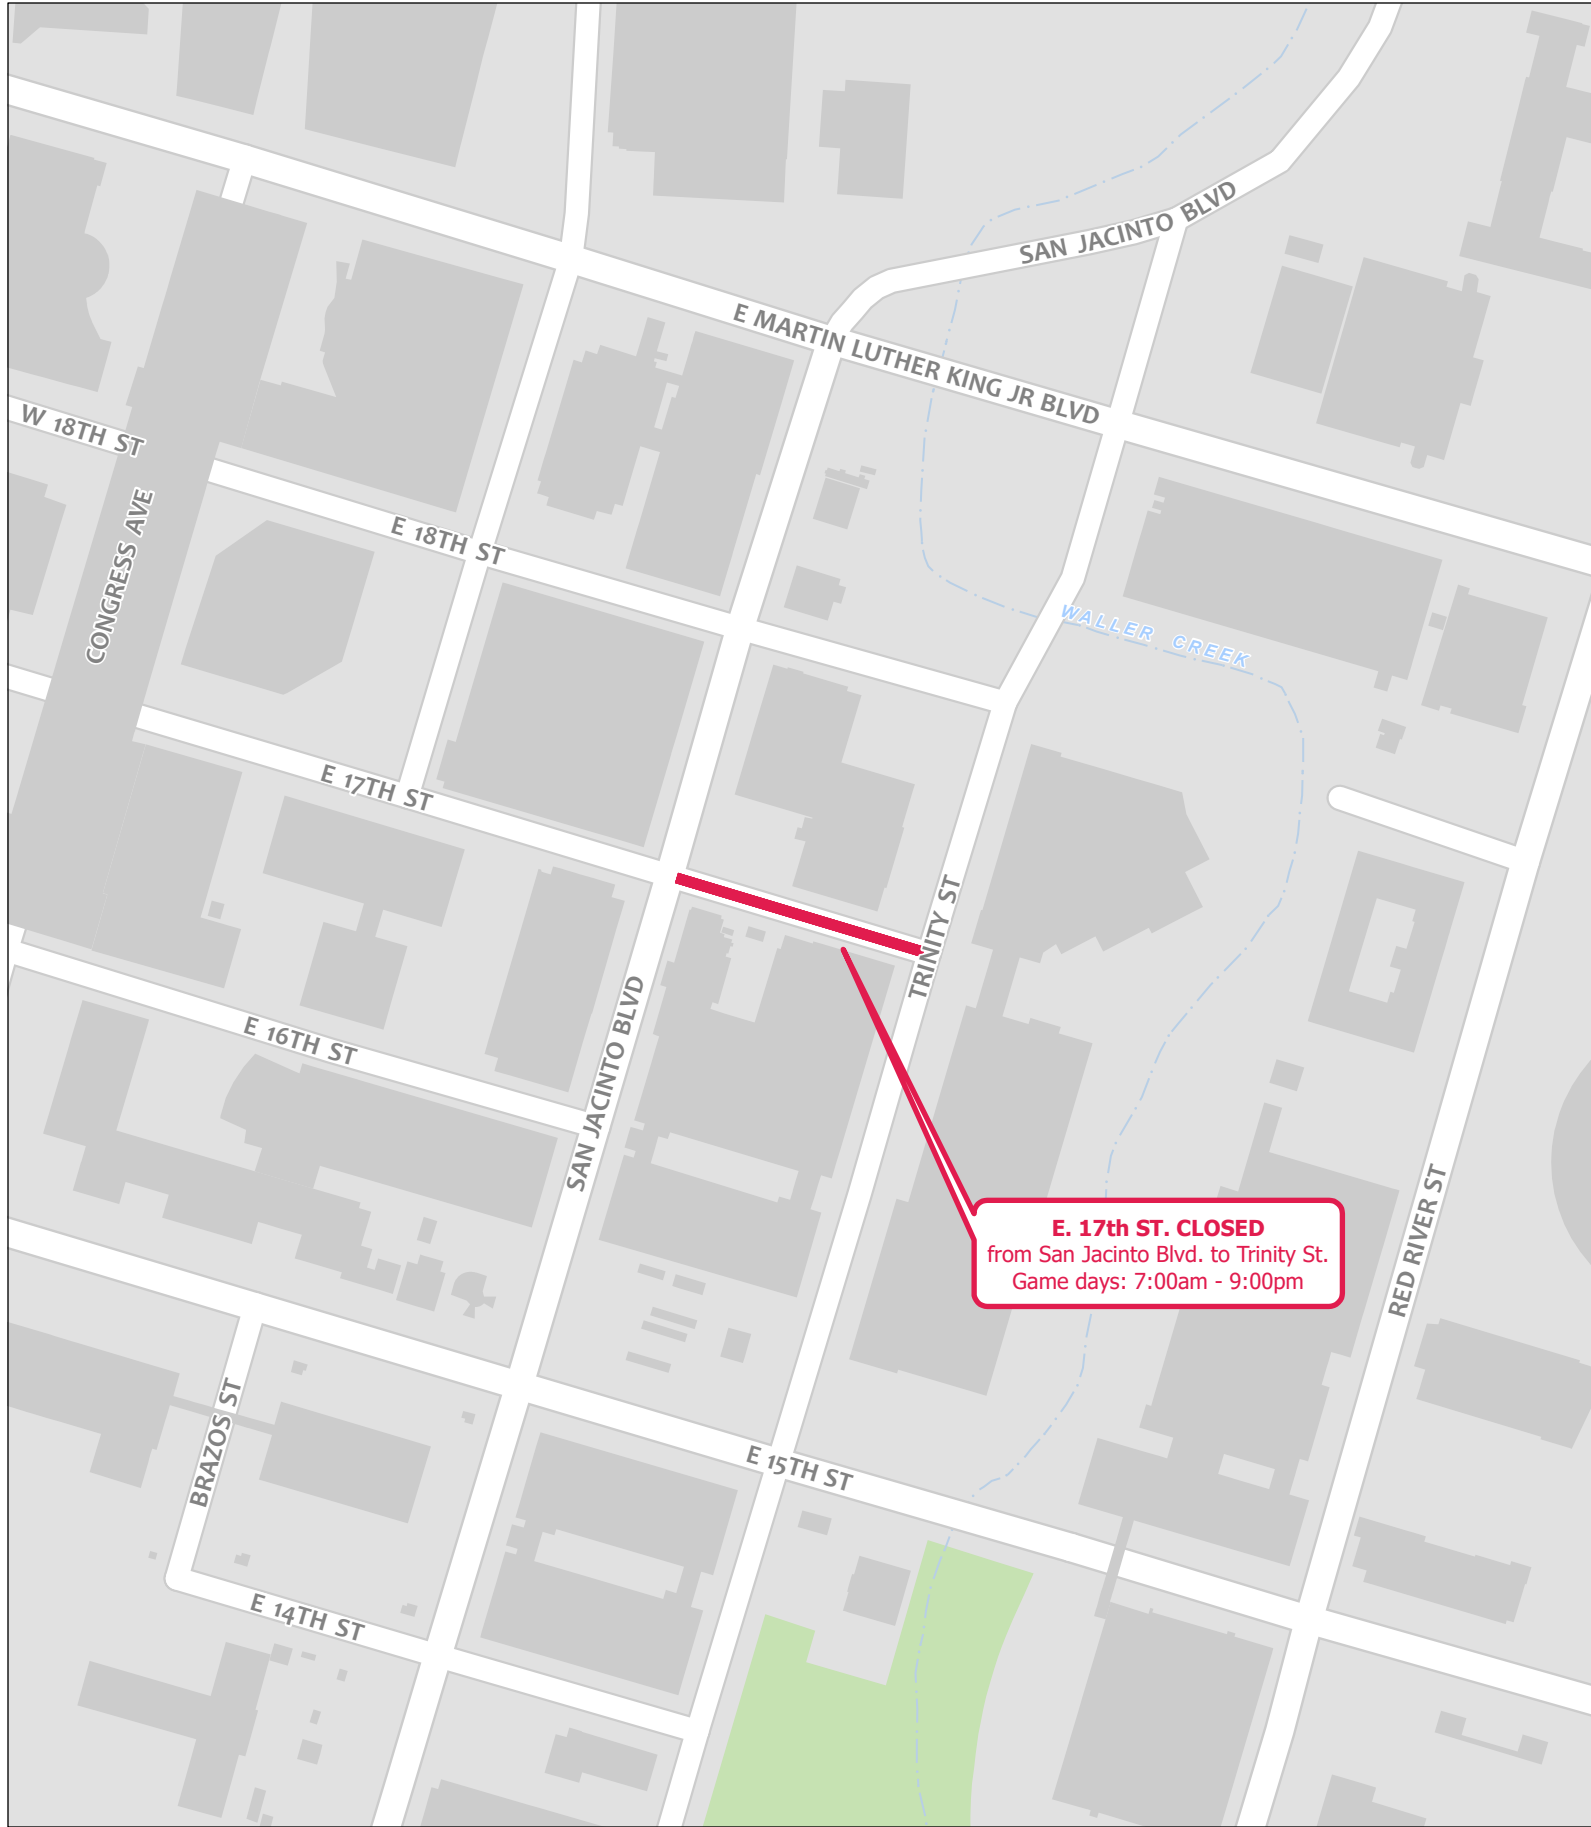 SAN JACINTO BLVD
E MARTIN LUTHER KING JR BLVD
W 18TH ST
CONGRESS AVE
E 18TH ST
WALLER CREEK
E 17TH ST
TRINITY ST
SAN JACINTO BLVD
E 16TH ST
E. 17th ST. CLOSED
from San Jacinto Blvd. to Trinity St.
Game days: 7:00am - 9:00pm
RED RIVER ST
BRAZOS ST
E 15TH ST
E 14TH ST